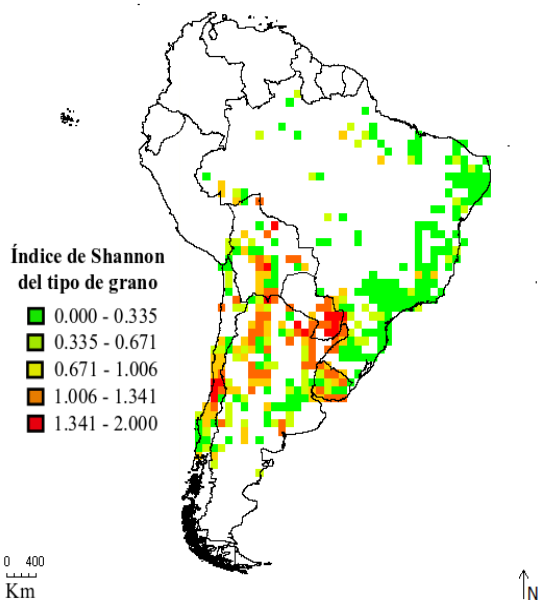 Índice de Shannon
del tipo de grano
0.000 - 0.335
0.335 - 0.671
0.671 - 1.006
1.006 - 1.341
1.341 - 2.000
0 400
Km
N